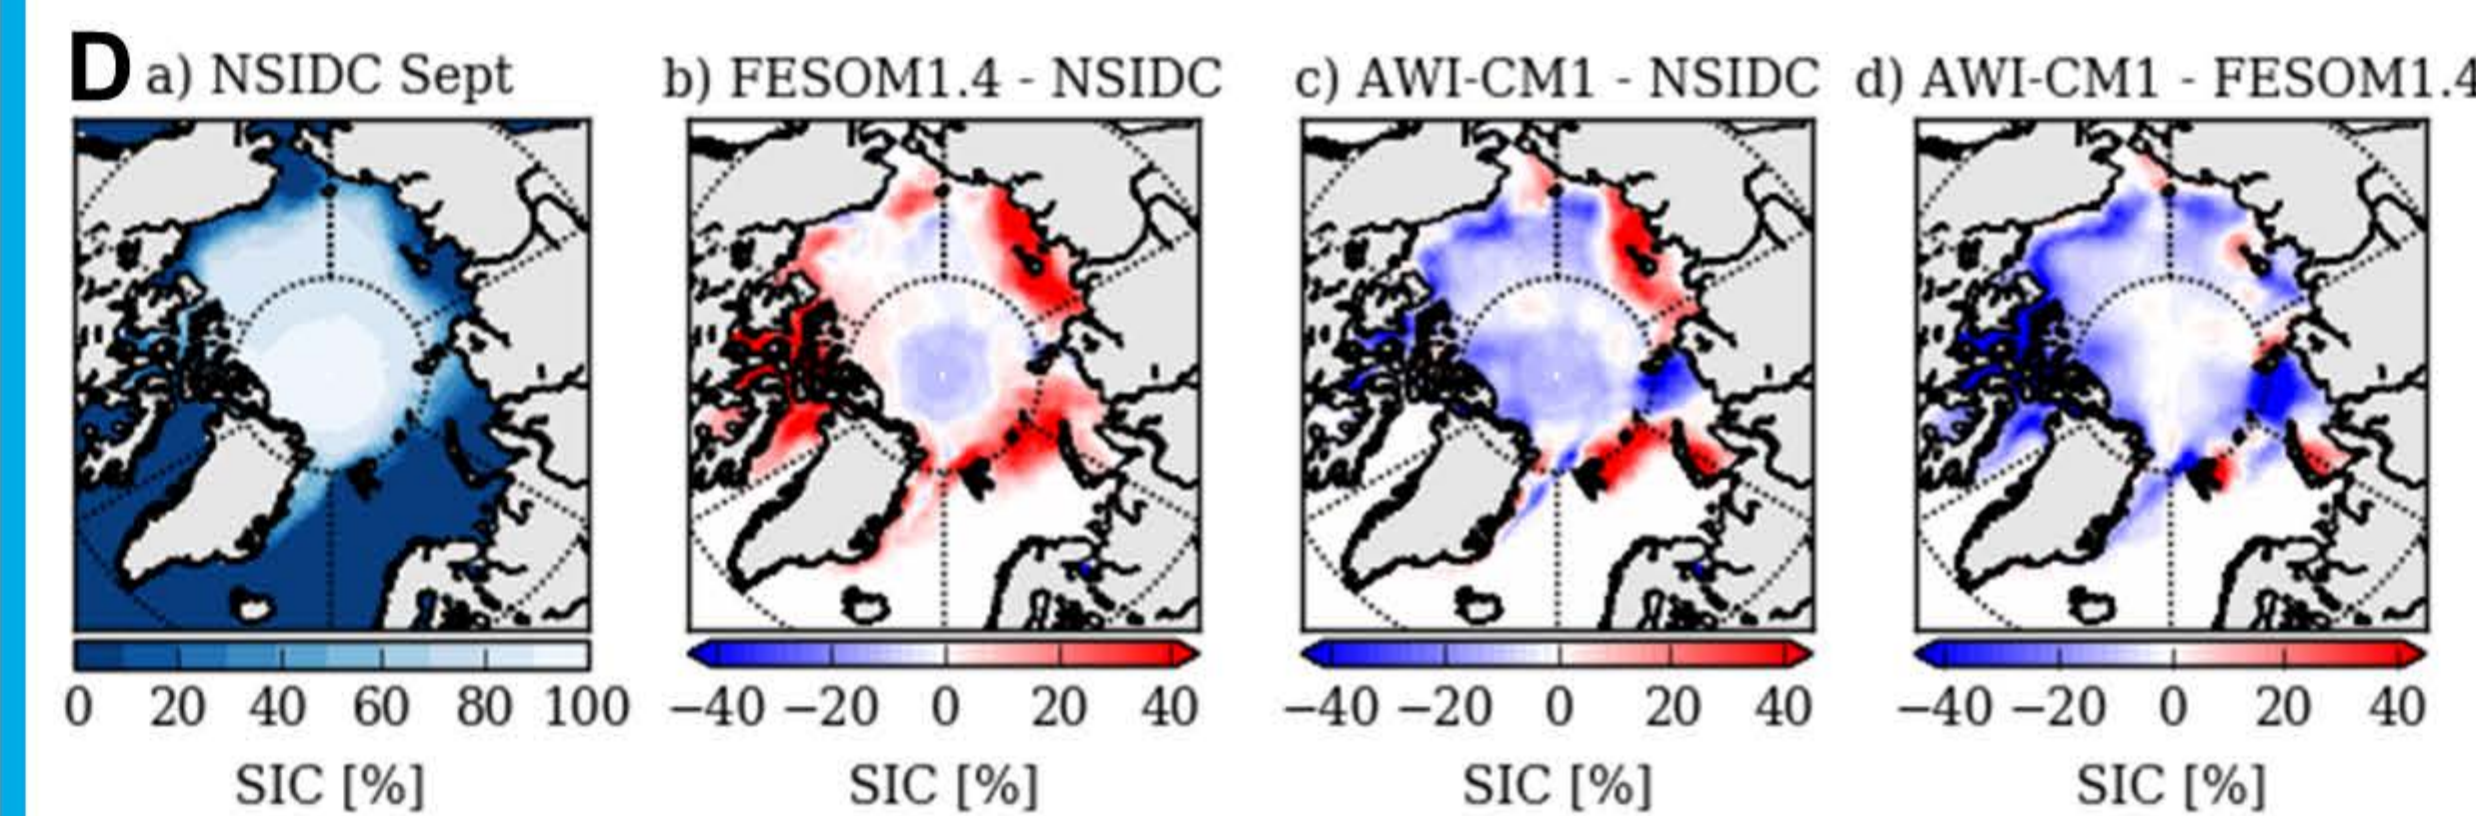 D a) NSIDC Sept b) FESOM1.4 - NSIDC c) AWI-CM1 - NSIDC d) AWI-CM1 - FESOM1.4
0 20 40 60 80 100 −40 −20 0 20 40 −40 −20 0 20 40 −40 −20 0 20 40
SIC [%] SIC [%] SIC [%] SIC [%]